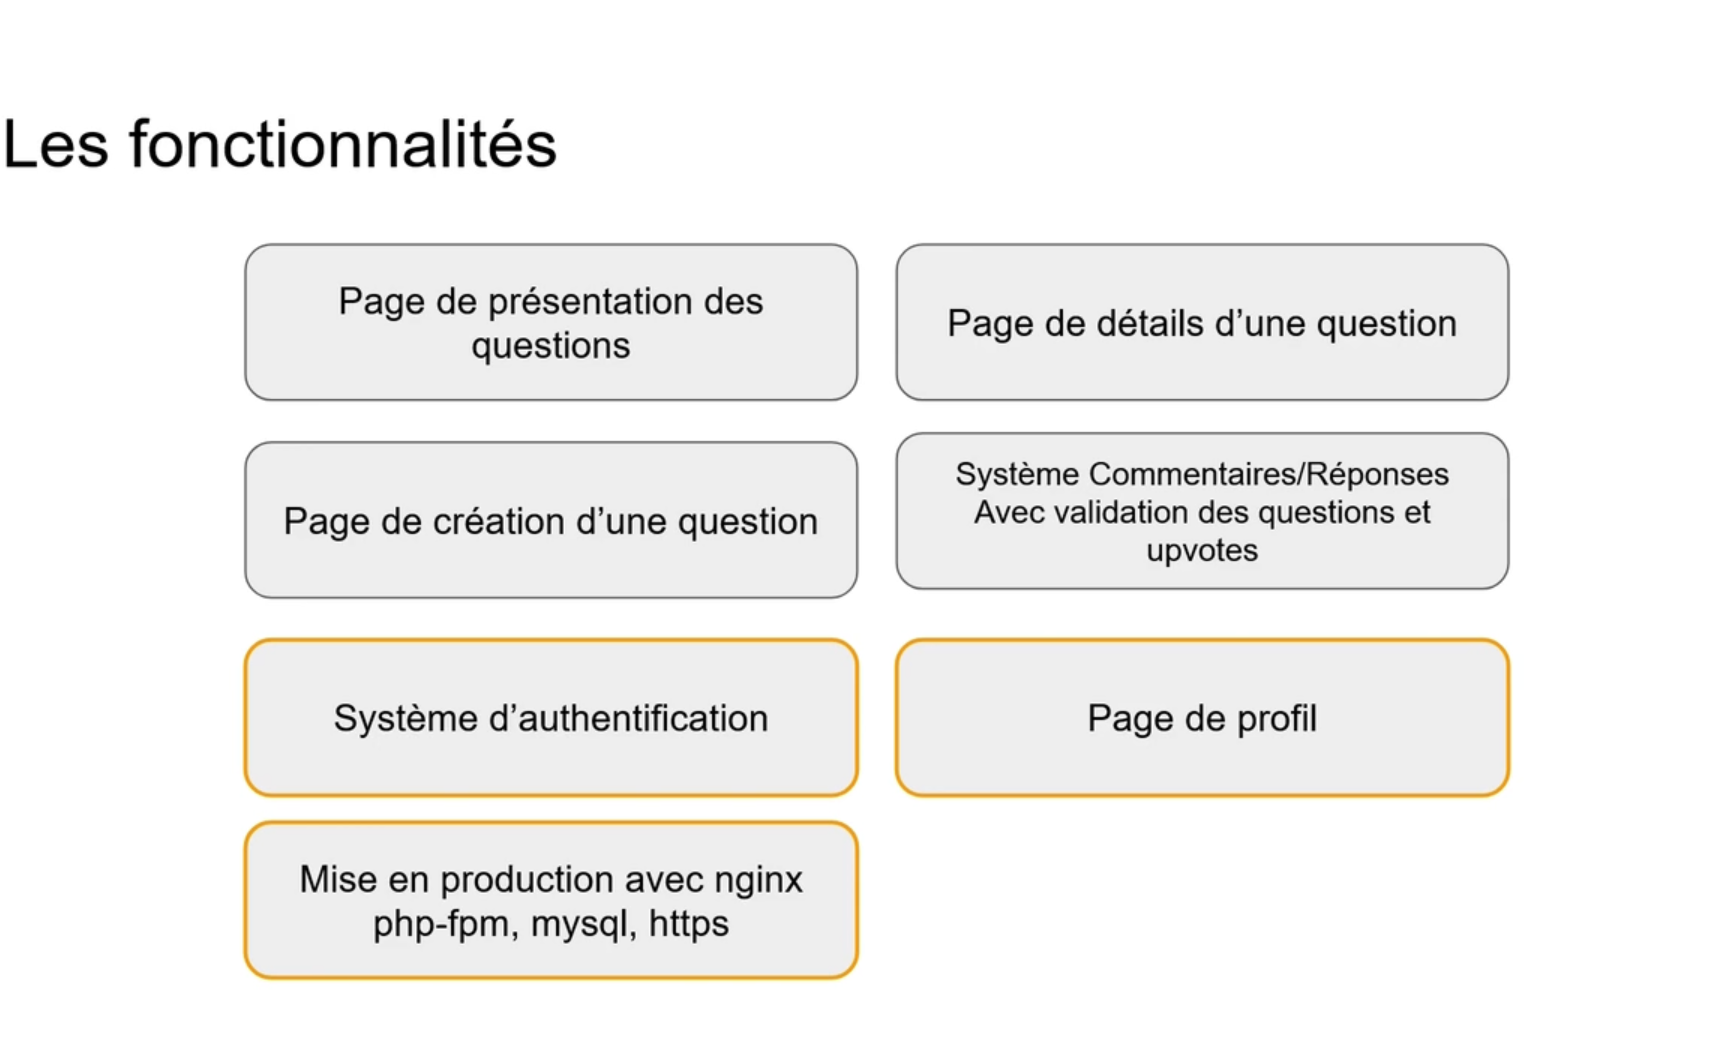 Les fonctionnalités
Page de présentation des
questions
Page de détails d’une question
Page de création d’une question
Système Commentaires/Réponses
Avec validation des questions et
upvotes
Système d’authentification
Page de profil
Mise en production avec nginx
php-fpm, mysql, https